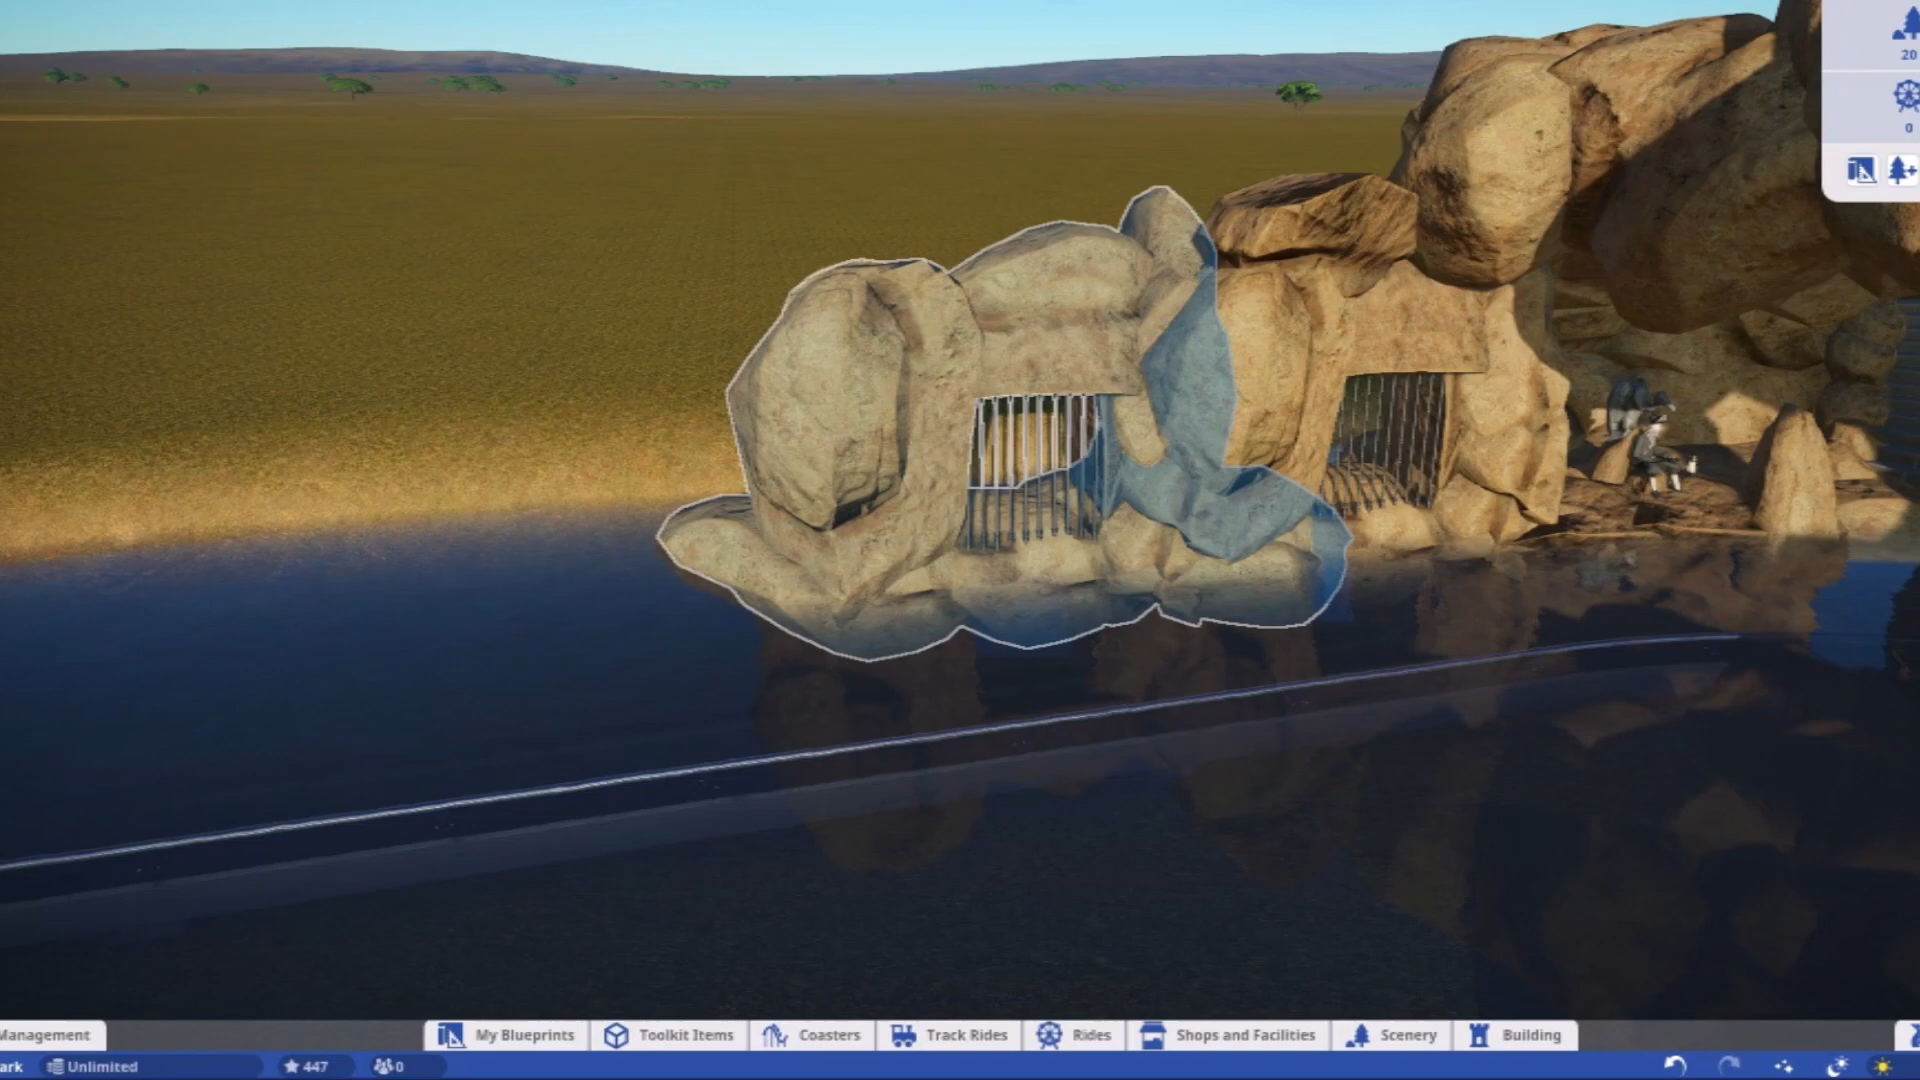 20
0
Management
My Blueprints
Toolkit Items
Coasters
Track Rides
Rides
Shops and Facilities
Scenery
Building
ark
Unlimited
447
0